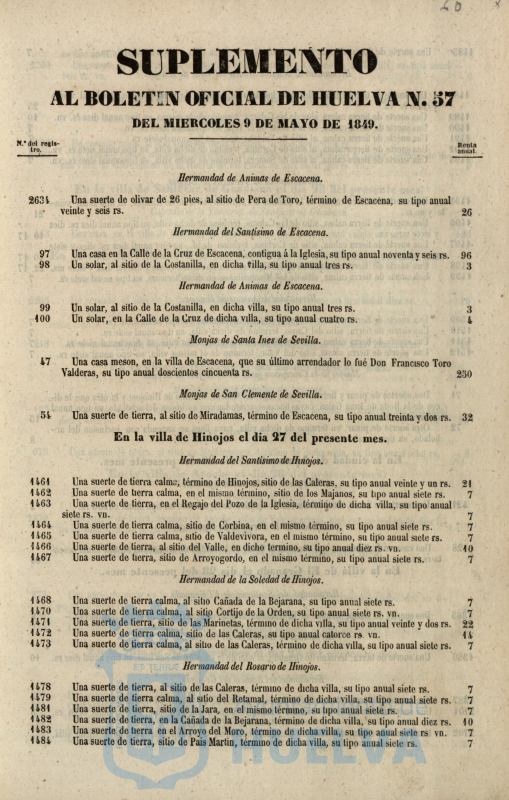 20
SUPLEMENTO
AL BOLETIN OFICIAL DE HUELVA N. 57
DEL MIERCOLES 9 DE MAYO DE 1849.
N.º del regis-
tro.
Renta
anual.
Hermandad de Animas de Escacena.
2634 Una suerte de olivar de 26 pies, al sitio de Pera de Toro, término de Escacena, su tipo anual
veinte y seis rs. 26
Hermandad del Santísimo de Escacena.
97 Una casa en la Calle de la Cruz de Escacena, contigua á la Iglesia, su tipo anual noventa y seis rs. 96
98 Un solar, al sitio de la Costanilla, en dicha villa, su tipo anual tres rs. 3
Hermandad de Animas de Escacena.
99 Un solar, al sitio de la Costanilla, en dicha villa, su tipo anual tres rs. 3
100 Un solar, en la Calle de la Cruz de dicha villa, su tipo anual cuatro rs. 4
Monjas de Santa Ines de Sevilla.
47 Una casa meson, en la villa de Escacena, que su último arrendador lo fué Don Francisco Toro
Valderas, su tipo anual doscientos cincuenta rs. 250
Monjas de San Clemente de Sevilla.
54 Una suerte de tierra, al sitio de Miradamas, término de Escacena, su tipo anual treinta y dos rs. 32
En la villa de Hinojos el dia 27 del presente mes.
Hermandad del Santísimo de Hinojos.
1461 Una suerte de tierra calma, término de Hinojos, sitio de las Caleras, su tipo anual veinte y un rs. 21
1462 Una suerte de tierra calma, en el mismo término, sitio de los Majanos, su tipo anual siete rs. 7
1463 Una suerte de tierra, en el Regajo del Pozo de la Iglesia, término de dicha villa, su tipo anual
siete rs. vn. 7
1464 Una suerte de tierra calma, sitio de Corbina, en el mismo término, su tipo anual siete rs. 7
1465 Una suerte de tierra calma, sitio de Valdevivora, en el mismo término, su tipo anual siete rs. 7
1466 Una suerte de tierra, al sitio del Valle, en dicho término, su tipo anual diez rs. vn. 10
1467 Una suerte de tierra, sitio de Arroyogordo, en el mismo término, su tipo anual siete rs. 7
Hermandad de la Soledad de Hinojos.
1468 Una suerte de tierra calma, al sitio Cañada de la Bejarana, su tipo anual siete rs. 7
1470 Una suerte de tierra calma, al sitio Cortijo de la Orden, su tipo anual siete rs. vn. 7
1471 Una suerte de tierra, sitio de las Marinetas, término de dicha villa, su tipo anual veinte y dos rs. 22
1472 Una suerte de tierra calma, sitio de las Caleras, su tipo anual catorce rs. vn. 14
1473 Una suerte de tierra calma, al sitio de las Caleras, término de dicha villa, su tipo anual siete rs. 7
Hermandad del Rosario de Hinojos.
1478 Una suerte de tierra, al sitio de las Caleras, término de dicha villa, su tipo anual siete rs. 7
1479 Una suerte de tierra calma, al sitio del Retamal, término de dicha villa, su tipo anual siete rs. 7
1481 Una suerte de tierra, sitio de la Jara, en el mismo término, su tipo anual siete rs. 7
1482 Una suerte de tierra, en la Cañada de la Bejarana, término de dicha villa, su tipo anual diez rs. 10
1483 Una suerte de tierra en el Arroyo del Moro, término de dicha villa, su tipo anual siete rs vn. 7
1484 Una suerte de tierra, sitio de Pais Martin, término de dicha villa, su tipo anual siete rs. 7
HUELVA